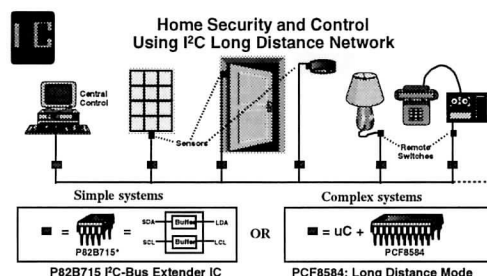 I C
Home Security and Control
Using I²C Long Distance Network
Central
Control
Sensors
Remote
Switches
Simple systems
Complex systems
= P82B715* =
SDA Buffer LDA
SCL Buffer LCL
OR
= uC +
PCF8584
P82B715 I²C-Bus Extender IC
PCF8584: Long Distance Mode